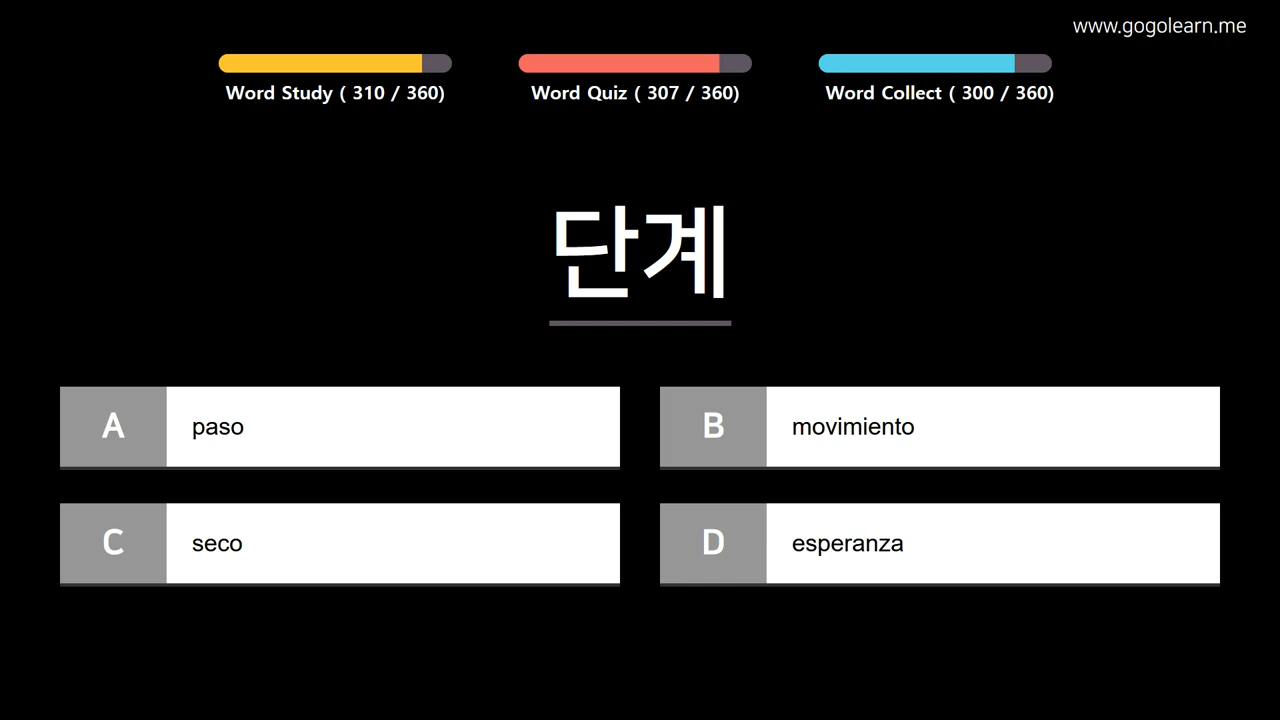 www.gogolearn.me
Word Study ( 310 / 360)
Word Quiz ( 307 / 360)
Word Collect ( 300 / 360)
단계
A paso
B movimiento
C seco
D esperanza